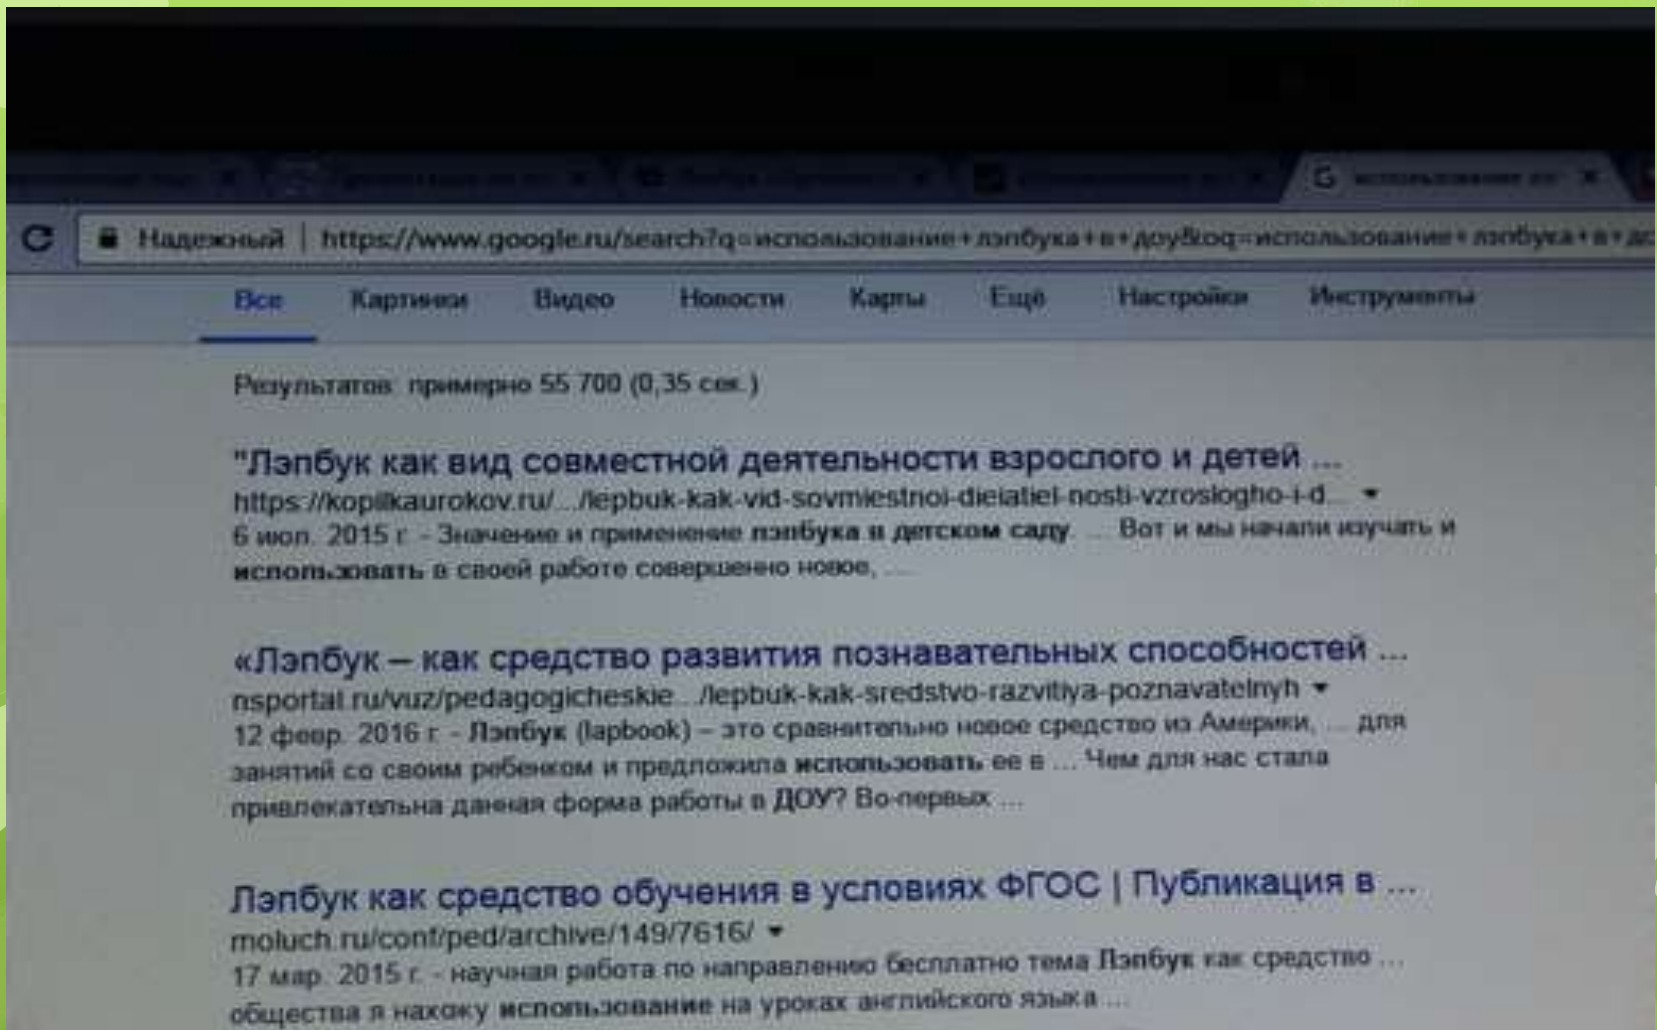 использование
Надежный | https://www.google.ru/search?q=использование+лэпбука+в+доу&oq=использование+лэпбука+в+до
Все Картинки Видео Новости Карты Ещё Настройки Инструменты
Результатов: примерно 55 700 (0,35 сек.)
"Лэпбук как вид совместной деятельности взрослого и детей ...
https://kopilkaurokov.ru/.../lepbuk-kak-vid-sovmiestnoi-dieiatiel-nosti-vzroslogho-i-d...
6 июл. 2015 г. - Значение и применение лэпбука в детском саду. ... Вот и мы начали изучать и
использовать в своей работе совершенно новое, ...
«Лэпбук – как средство развития познавательных способностей ...
nsportal.ru/vuz/pedagogicheskie.../lepbuk-kak-sredstvo-razvitiya-poznavatelnyh
12 февр. 2016 г. - Лэпбук (lapbook) – это сравнительно новое средство из Америки, ... для
занятий со своим ребенком и предложила использовать ее в ... Чем для нас стала
привлекательна данная форма работы в ДОУ? Во-первых ...
Лэпбук как средство обучения в условиях ФГОС | Публикация в ...
moluch.ru/conf/ped/archive/149/7616/
17 мар. 2015 г. - научная работа по направлению бесплатно тема Лэпбук как средство ...
общества я нахожу использование на уроках английского языка ...